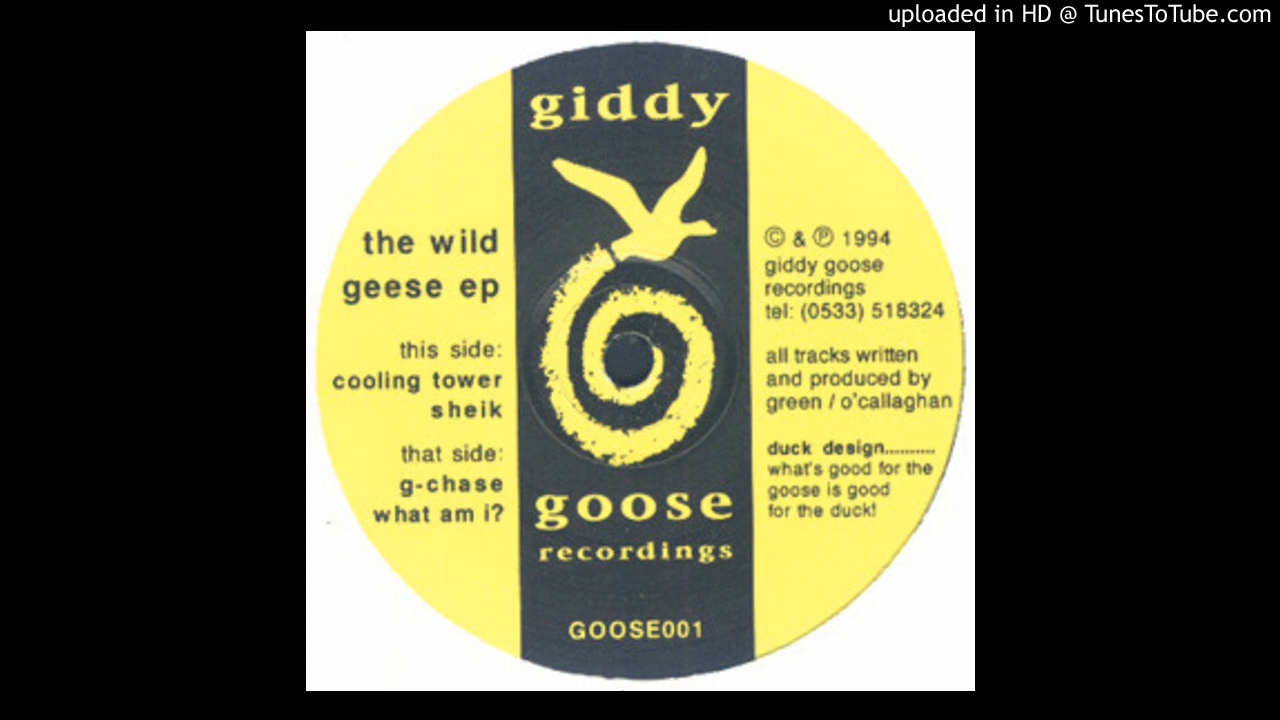 uploaded in HD @ TunesToTube.com
giddy
the wild
geese ep
this side:
cooling tower
sheik
that side:
g-chase
what am i?
goose
recordings
GOOSE001
© & ℗ 1994
giddy goose
recordings
tel: (0533) 518324
all tracks written
and produced by
green / o'callaghan
duck design..........
what's good for the
goose is good
for the duck!